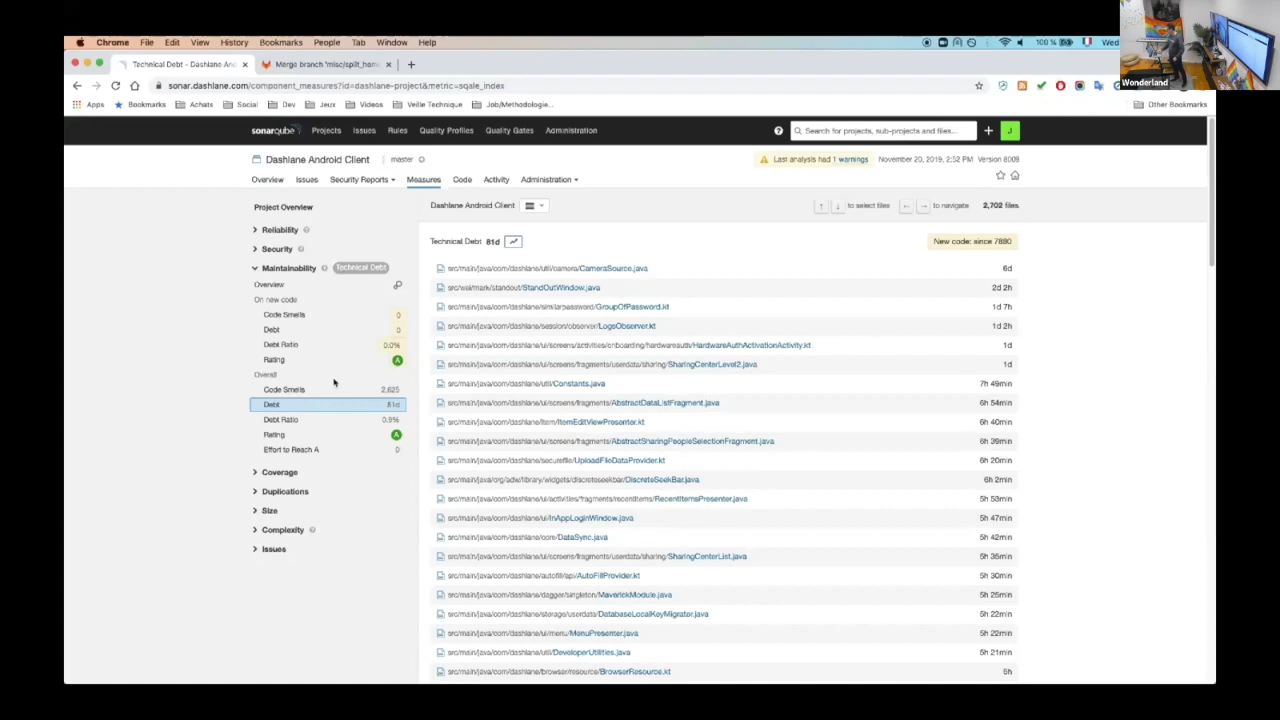 Chrome File Edit View History Bookmarks People Tab Window Help 100 % Wed
Wonderland
Technical Debt - Dashlane And × Merge branch 'misc/split_hom × +
sonar.dashlane.com/component_measures?id=dashlane-project&metric=sqale_index
Apps Bookmarks Achats Social Dev Jeux Videos Veille Technique Job/Methodologie... Other Bookmarks
sonarqube Projects Issues Rules Quality Profiles Quality Gates Administration Search for projects, sub-projects and files... + J
Dashlane Android Client master Last analysis had 1 warnings November 20, 2019, 2:52 PM Version 8008
Overview Issues Security Reports Measures Code Activity Administration
Project Overview
Reliability
Security
Maintainability Technical Debt
Overview
On new code
Code Smells 0
Debt 0
Debt Ratio 0.0%
Rating A
Overall
Code Smells 2,625
Debt 81d
Debt Ratio 0.9%
Rating A
Effort to Reach A 0
Coverage
Duplications
Size
Complexity
Issues
Dashlane Android Client ↑ ↓ to select files ← → to navigate 2,702 files
Technical Debt 81d New code: since 7880
src/main/java/com/dashlane/util/camera/CameraSource.java 6d
src/wei/mark/standout/StandOutWindow.java 2d 2h
src/main/java/com/dashlane/similarpassword/GroupOfPassword.kt 1d 7h
src/main/java/com/dashlane/session/observer/LogsObserver.kt 1d 2h
src/main/java/com/dashlane/ui/screens/activities/onboarding/hardwareauth/HardwareAuthActivationActivity.kt 1d
src/main/java/com/dashlane/ui/screens/fragments/userdata/sharing/SharingCenterLevel2.java 1d
src/main/java/com/dashlane/util/Constants.java 7h 49min
src/main/java/com/dashlane/ui/screens/fragments/AbstractDataListFragment.java 6h 54min
src/main/java/com/dashlane/item/ItemEditViewPresenter.kt 6h 40min
src/main/java/com/dashlane/ui/screens/fragments/AbstractSharingPeopleSelectionFragment.java 6h 39min
src/main/java/com/dashlane/securefile/UploadFileDataProvider.kt 6h 20min
src/main/java/org/adw/library/widgets/discreteseekbar/DiscreteSeekBar.java 6h 2min
src/main/java/com/dashlane/ui/activities/fragments/recentitems/RecentItemsPresenter.java 5h 53min
src/main/java/com/dashlane/ui/InAppLoginWindow.java 5h 47min
src/main/java/com/dashlane/core/DataSync.java 5h 42min
src/main/java/com/dashlane/ui/screens/fragments/userdata/sharing/SharingCenterList.java 5h 35min
src/main/java/com/dashlane/autofill/api/AutoFillProvider.kt 5h 30min
src/main/java/com/dashlane/dagger/singleton/MaverickModule.java 5h 25min
src/main/java/com/dashlane/storage/userdata/DatabaseLocalKeyMigrator.java 5h 22min
src/main/java/com/dashlane/ui/menu/MenuPresenter.java 5h 22min
src/main/java/com/dashlane/util/DeveloperUtilities.java 5h 21min
src/main/java/com/dashlane/browser/resource/BrowserResource.kt 5h